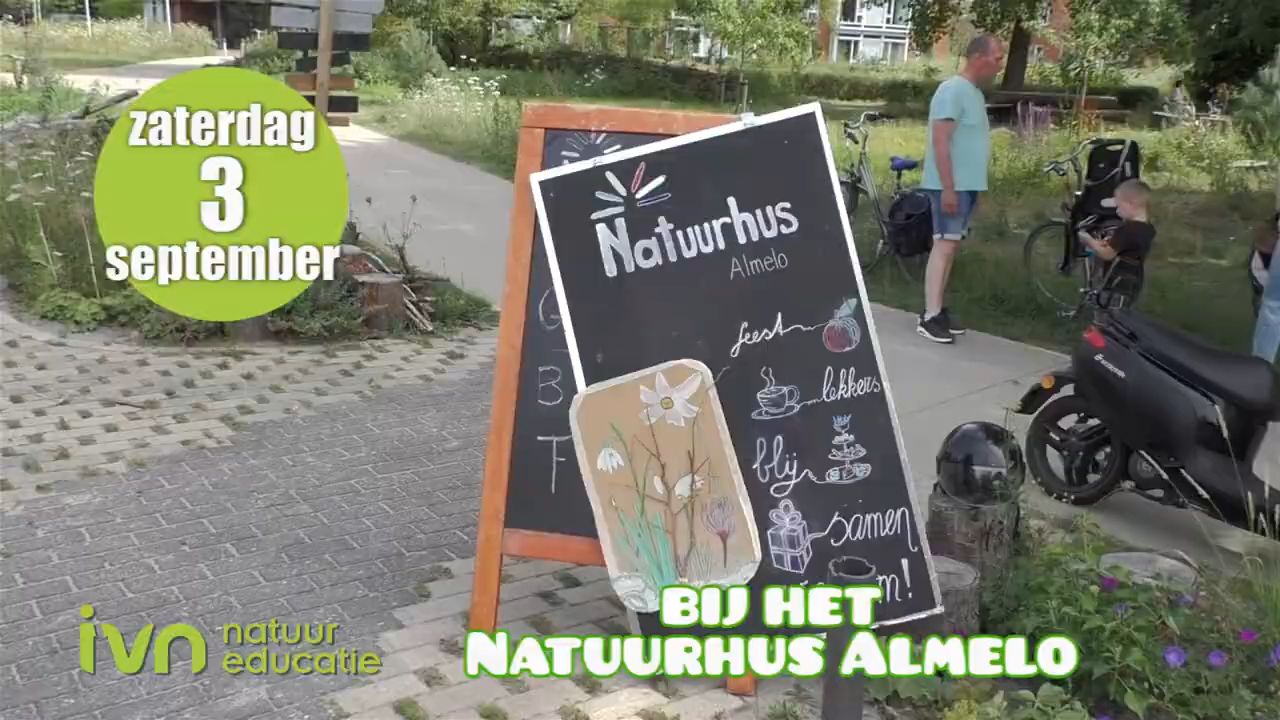 zaterdag
3
september
Natuurhus
Almelo
feest
lekkers
blij
samen
G
B
T
ivn natuur
educatie
BIJ HET
NATUURHUS ALMELO